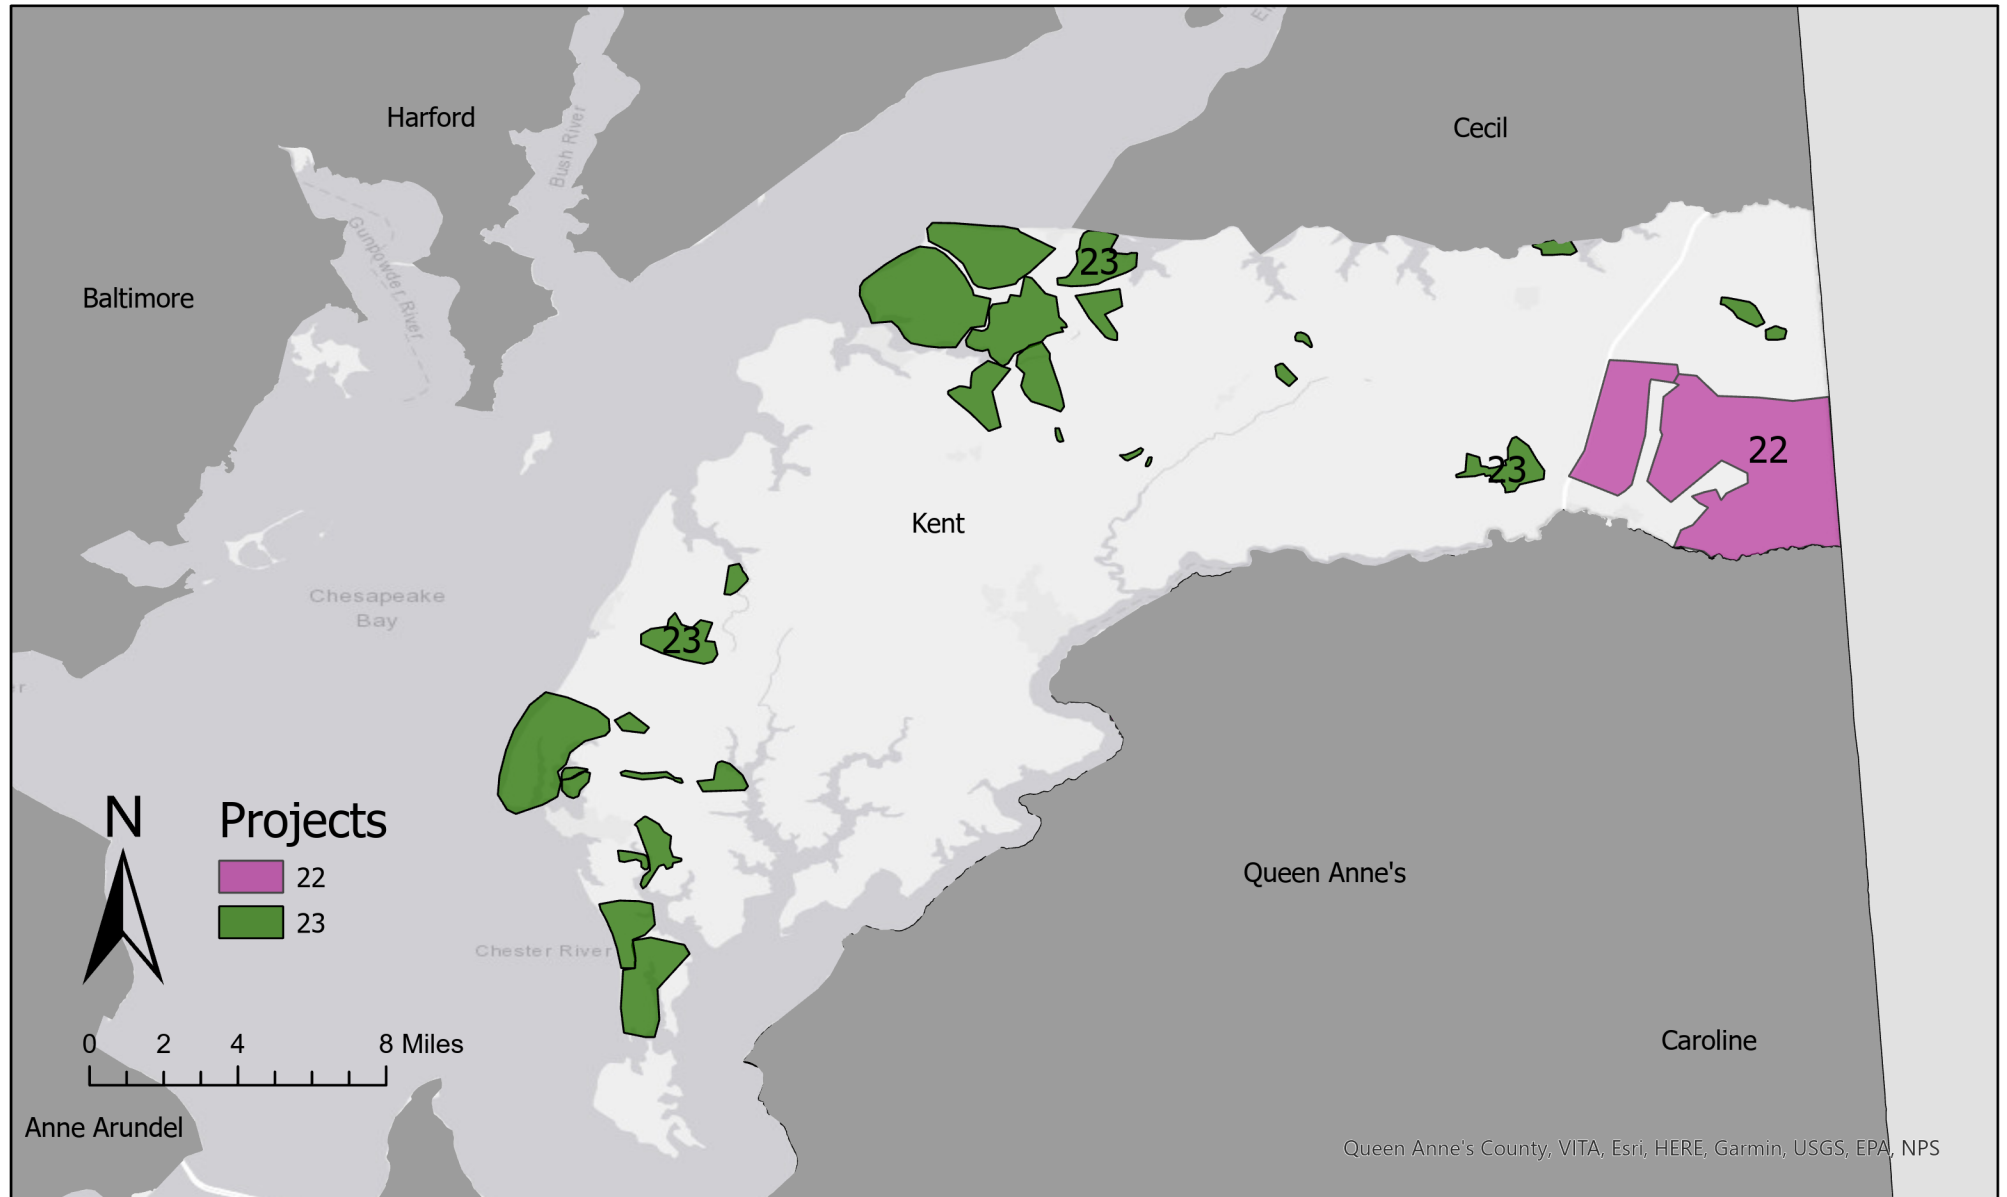 Harford
Cecil
Bush River
23
Gunpowder River
Baltimore
22
23
Kent
Chesapeake
Bay
23
N
Projects
22
23
Queen Anne's
Chester River
0 2 4 8 Miles
Caroline
Anne Arundel
Queen Anne's County, VITA, Esri, HERE, Garmin, USGS, EPA, NPS